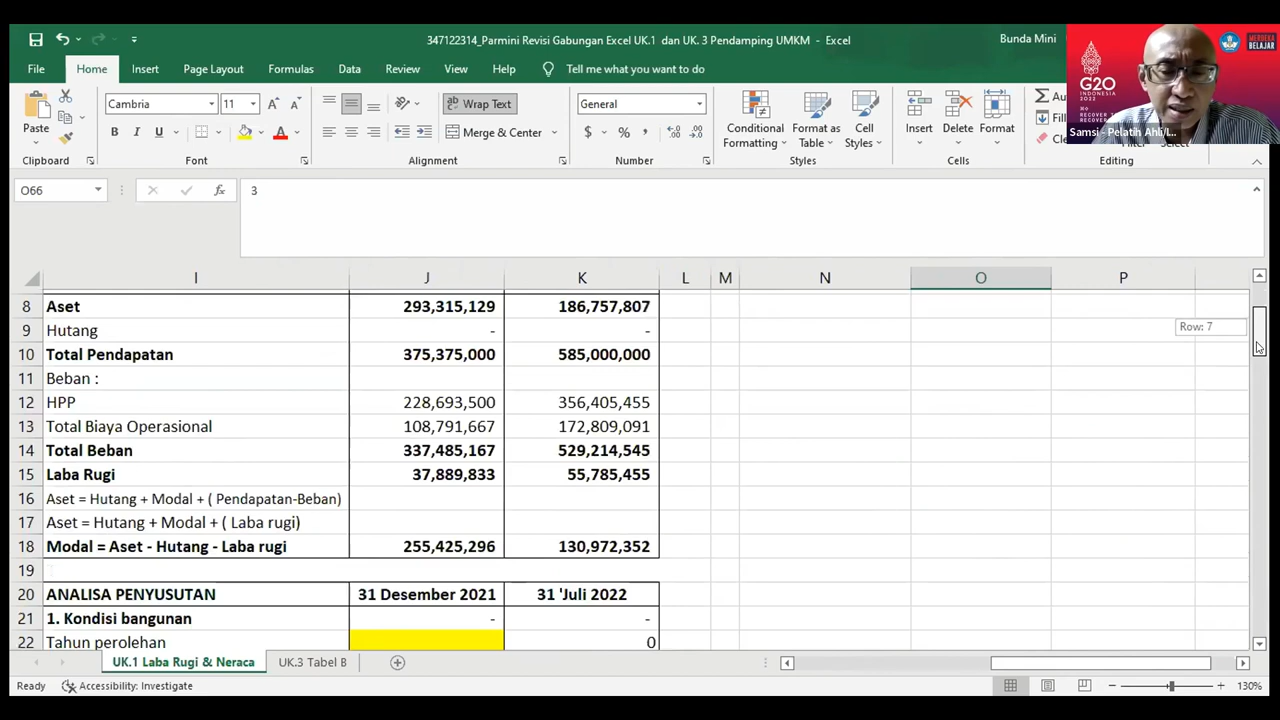 347122314_Parmini Revisi Gabungan Excel UK.1 dan UK. 3 Pendamping UMKM - Excel
Bunda Mini
G20
INDONESIA
2022
MERDEKA
BELAJAR
Samsi - Pelatih Ahli/I...
File Home Insert Page Layout Formulas Data Review View Help Tell me what you want to do
Paste
Cambria 11
B I U
Wrap Text
Merge & Center
General
$ % ,
Conditional Formatting
Format as Table
Cell Styles
Insert Delete Format
Clipboard Font Alignment Number Styles Cells Editing
O66 fx 3
I J K L M N O P
8 Aset 293,315,129 186,757,807
Row: 7
9 Hutang - -
10 Total Pendapatan 375,375,000 585,000,000
11 Beban :
12 HPP 228,693,500 356,405,455
13 Total Biaya Operasional 108,791,667 172,809,091
14 Total Beban 337,485,167 529,214,545
15 Laba Rugi 37,889,833 55,785,455
16 Aset = Hutang + Modal + ( Pendapatan-Beban)
17 Aset = Hutang + Modal + ( Laba rugi)
18 Modal = Aset - Hutang - Laba rugi 255,425,296 130,972,352
19
20 ANALISA PENYUSUTAN 31 Desember 2021 31 'Juli 2022
21 1. Kondisi bangunan - -
22 Tahun perolehan 0
UK.1 Laba Rugi & Neraca UK.3 Tabel B
Ready Accessibility: Investigate 130%